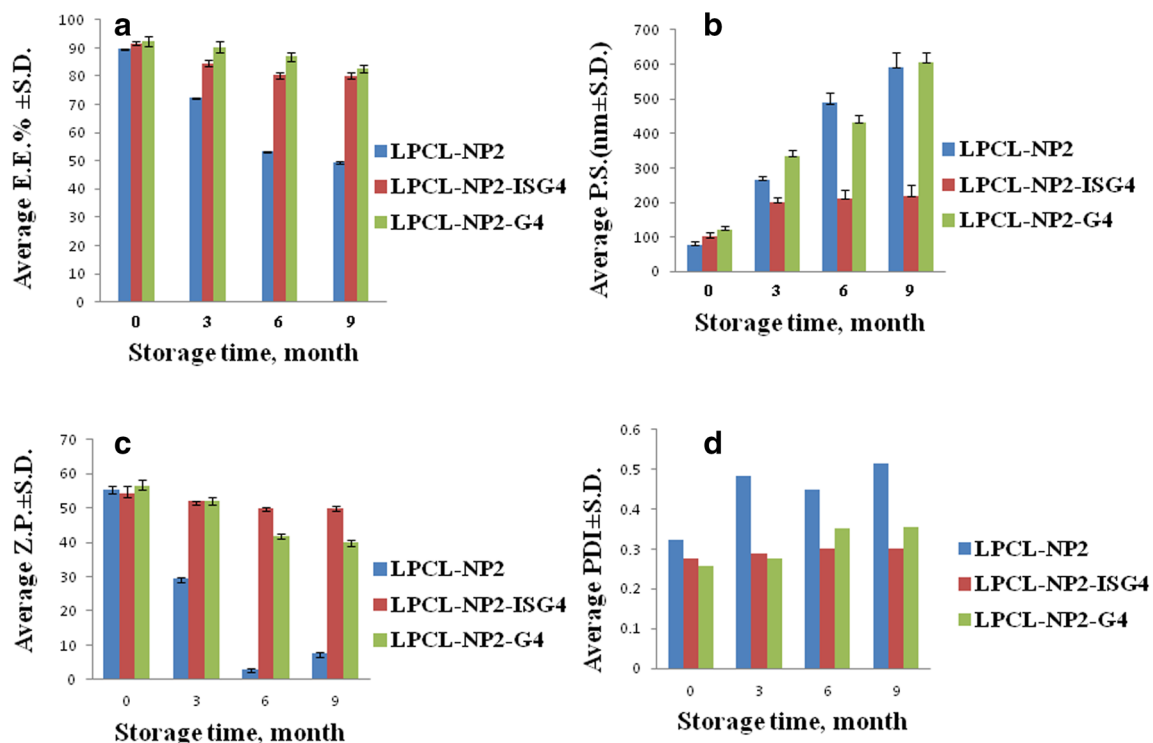 a
Average E.E.% ±S.D.
100
90
80
70
60
50
40
30
20
10
0
0 3 6 9
Storage time, month
LPCL-NP2
LPCL-NP2-ISG4
LPCL-NP2-G4
b
Average P.S.(nm±S.D.)
700
600
500
400
300
200
100
0
0 3 6 9
Storage time, month
LPCL-NP2
LPCL-NP2-ISG4
LPCL-NP2-G4
c
Average Z.P.±S.D.
70
60
50
40
30
20
10
0
0 3 6 9
Storage time, month
LPCL-NP2
LPCL-NP2-ISG4
LPCL-NP2-G4
d
Average PDI±S.D.
0.6
0.5
0.4
0.3
0.2
0.1
0
0 3 6 9
Storage time, month
LPCL-NP2
LPCL-NP2-ISG4
LPCL-NP2-G4